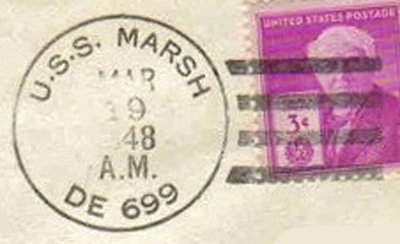 U.S.S. MARSH
MAR
19
1948
A.M.
DE 699
UNITED STATES POSTAGE
3¢